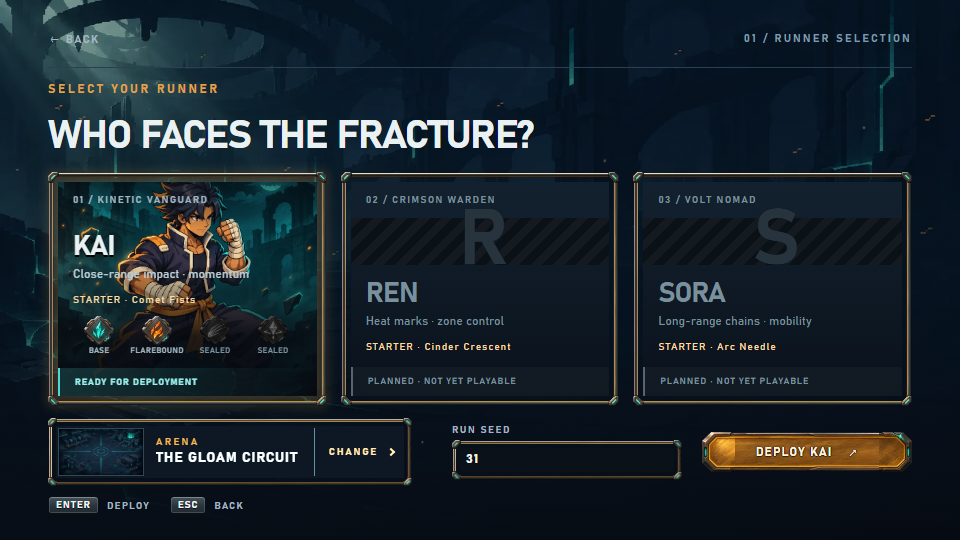 ← BACK
01 / RUNNER SELECTION
SELECT YOUR RUNNER
WHO FACES THE FRACTURE?
01 / KINETIC VANGUARD
KAI
Close-range impact · momentum
STARTER · Comet Fists
BASE
FLAREBOUND
SEALED
SEALED
READY FOR DEPLOYMENT
02 / CRIMSON WARDEN
R
REN
Heat marks · zone control
STARTER · Cinder Crescent
PLANNED · NOT YET PLAYABLE
03 / VOLT NOMAD
S
SORA
Long-range chains · mobility
STARTER · Arc Needle
PLANNED · NOT YET PLAYABLE
ARENA
THE GLOAM CIRCUIT
CHANGE >
RUN SEED
31
DEPLOY KAI ↗
ENTER DEPLOY ESC BACK